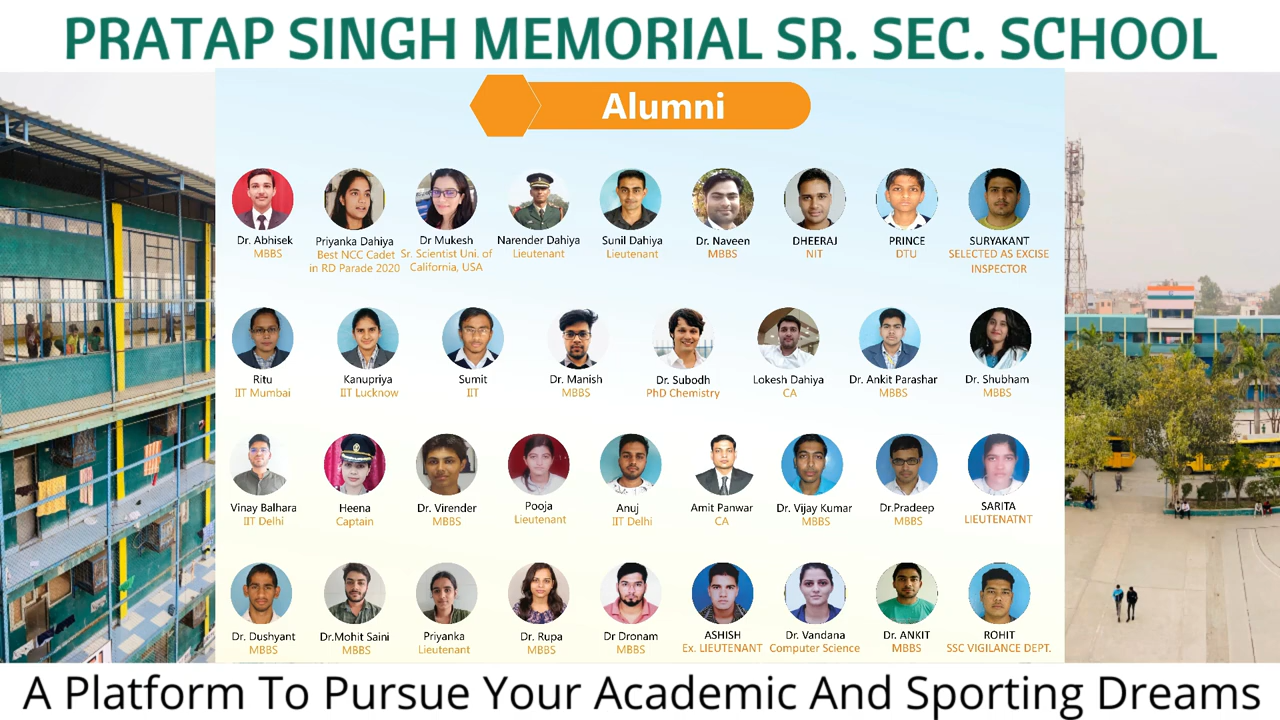 PRATAP SINGH MEMORIAL SR. SEC. SCHOOL
Alumni
Dr. Abhisek
MBBS
Priyanka Dahiya
Best NCC Cadet
in RD Parade 2020
Dr Mukesh
Sr. Scientist Uni. of
California, USA
Narender Dahiya
Lieutenant
Sunil Dahiya
Lieutenant
Dr. Naveen
MBBS
DHEERAJ
NIT
PRINCE
DTU
SURYAKANT
SELECTED AS EXCISE
INSPECTOR
Ritu
IIT Mumbai
Kanupriya
IIT Lucknow
Sumit
IIT
Dr. Manish
MBBS
Dr. Subodh
PhD Chemistry
Lokesh Dahiya
CA
Dr. Ankit Parashar
MBBS
Dr. Shubham
MBBS
Vinay Balhara
IIT Delhi
Heena
Captain
Dr. Virender
MBBS
Pooja
Lieutenant
Anuj
IIT Delhi
Amit Panwar
CA
Dr. Vijay Kumar
MBBS
Dr.Pradeep
MBBS
SARITA
LIEUTENATNT
Dr. Dushyant
MBBS
Dr.Mohit Saini
MBBS
Priyanka
Lieutenant
Dr. Rupa
MBBS
Dr Dronam
MBBS
ASHISH
Ex. LIEUTENANT
Dr. Vandana
Computer Science
Dr. ANKIT
MBBS
ROHIT
SSC VIGILANCE DEPT.
A Platform To Pursue Your Academic And Sporting Dreams